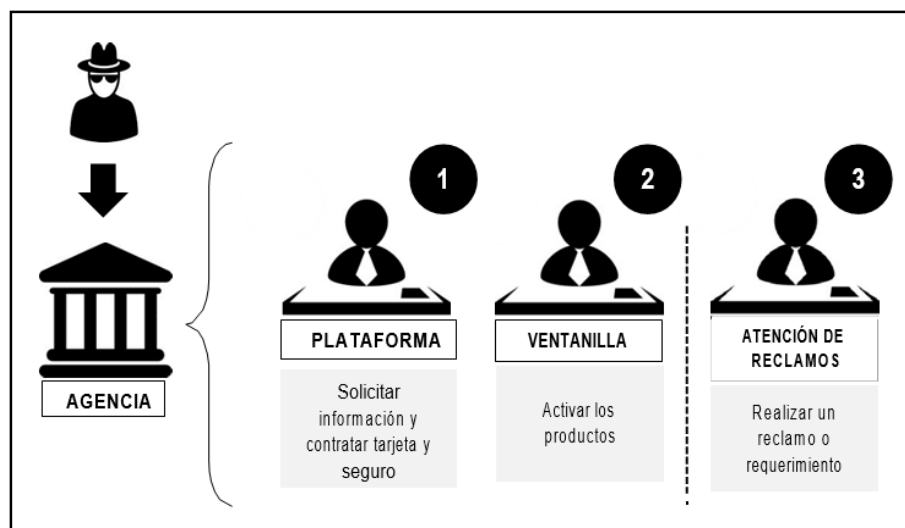 1
2
3
AGENCIA
PLATAFORMA
Solicitar
información y
contratar tarjeta y
seguro
VENTANILLA
Activar los
productos
ATENCIÓN DE
RECLAMOS
Realizar un
reclamo o
requerimiento